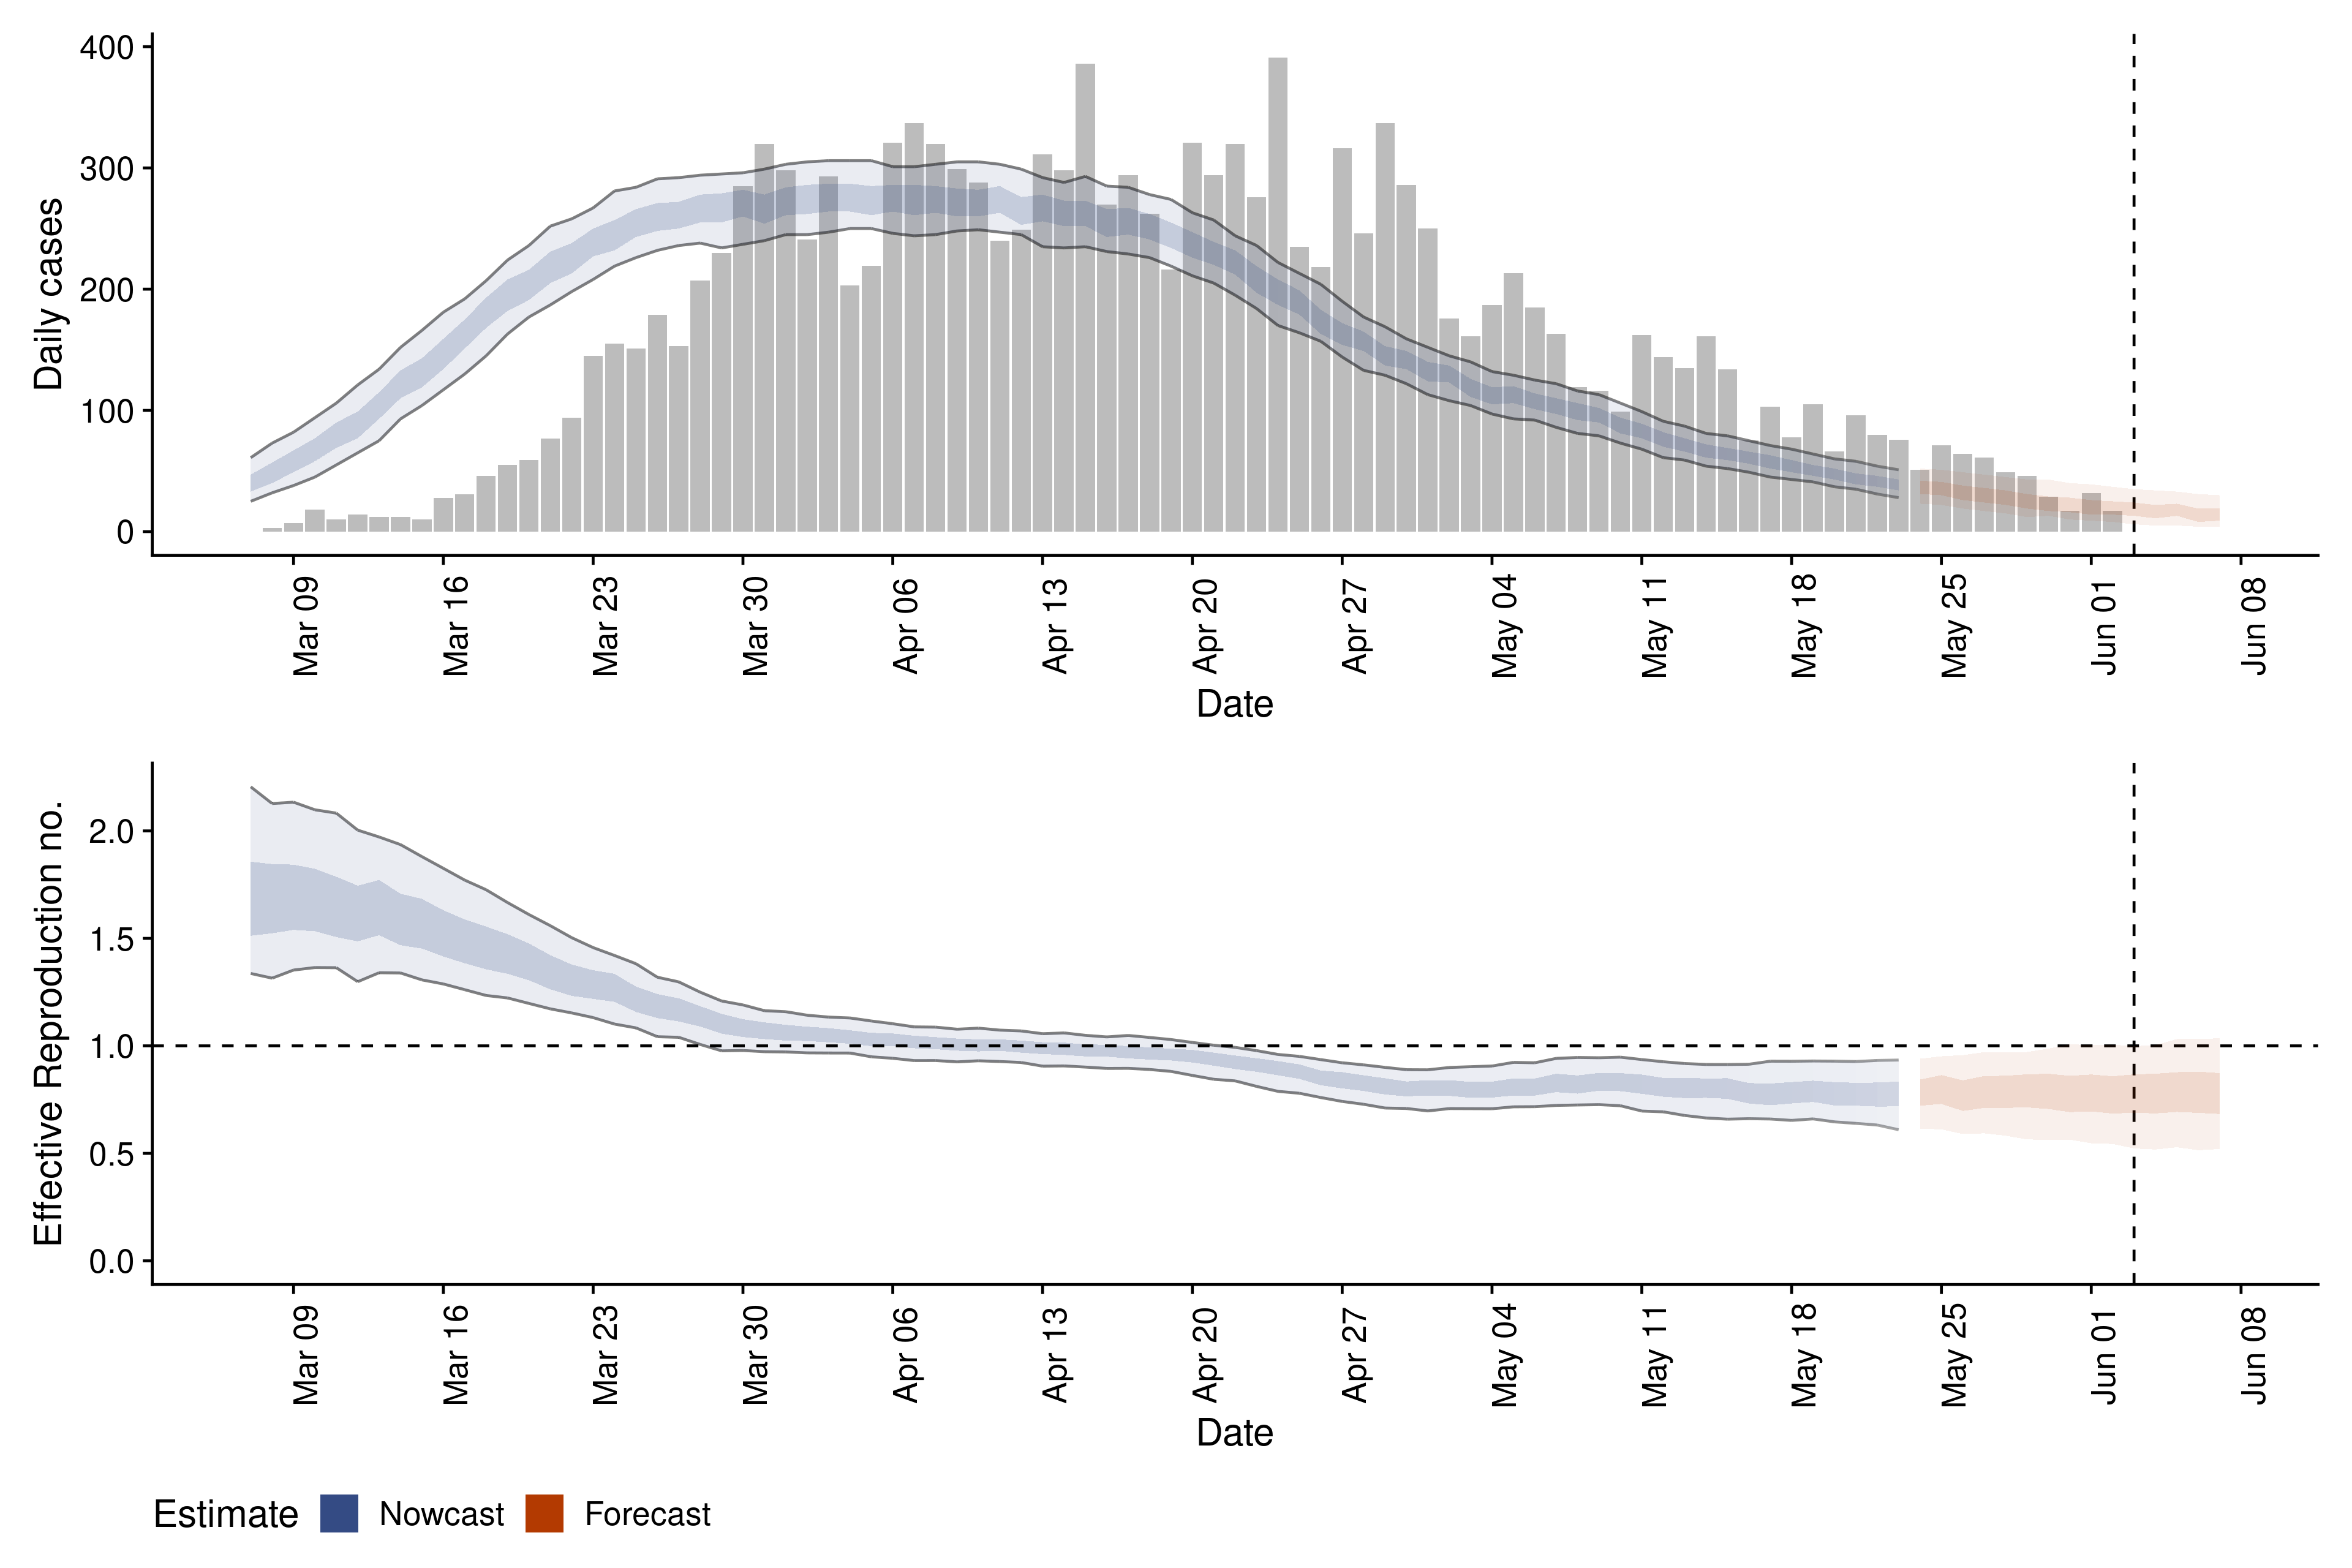 400
300
200
100
0
Daily cases
Mar 09
Mar 16
Mar 23
Mar 30
Apr 06
Apr 13
Apr 20
Apr 27
May 04
May 11
May 18
May 25
Jun 01
Jun 08
Date
2.0
1.5
1.0
0.5
0.0
Effective Reproduction no.
Mar 09
Mar 16
Mar 23
Mar 30
Apr 06
Apr 13
Apr 20
Apr 27
May 04
May 11
May 18
May 25
Jun 01
Jun 08
Date
Estimate Nowcast Forecast